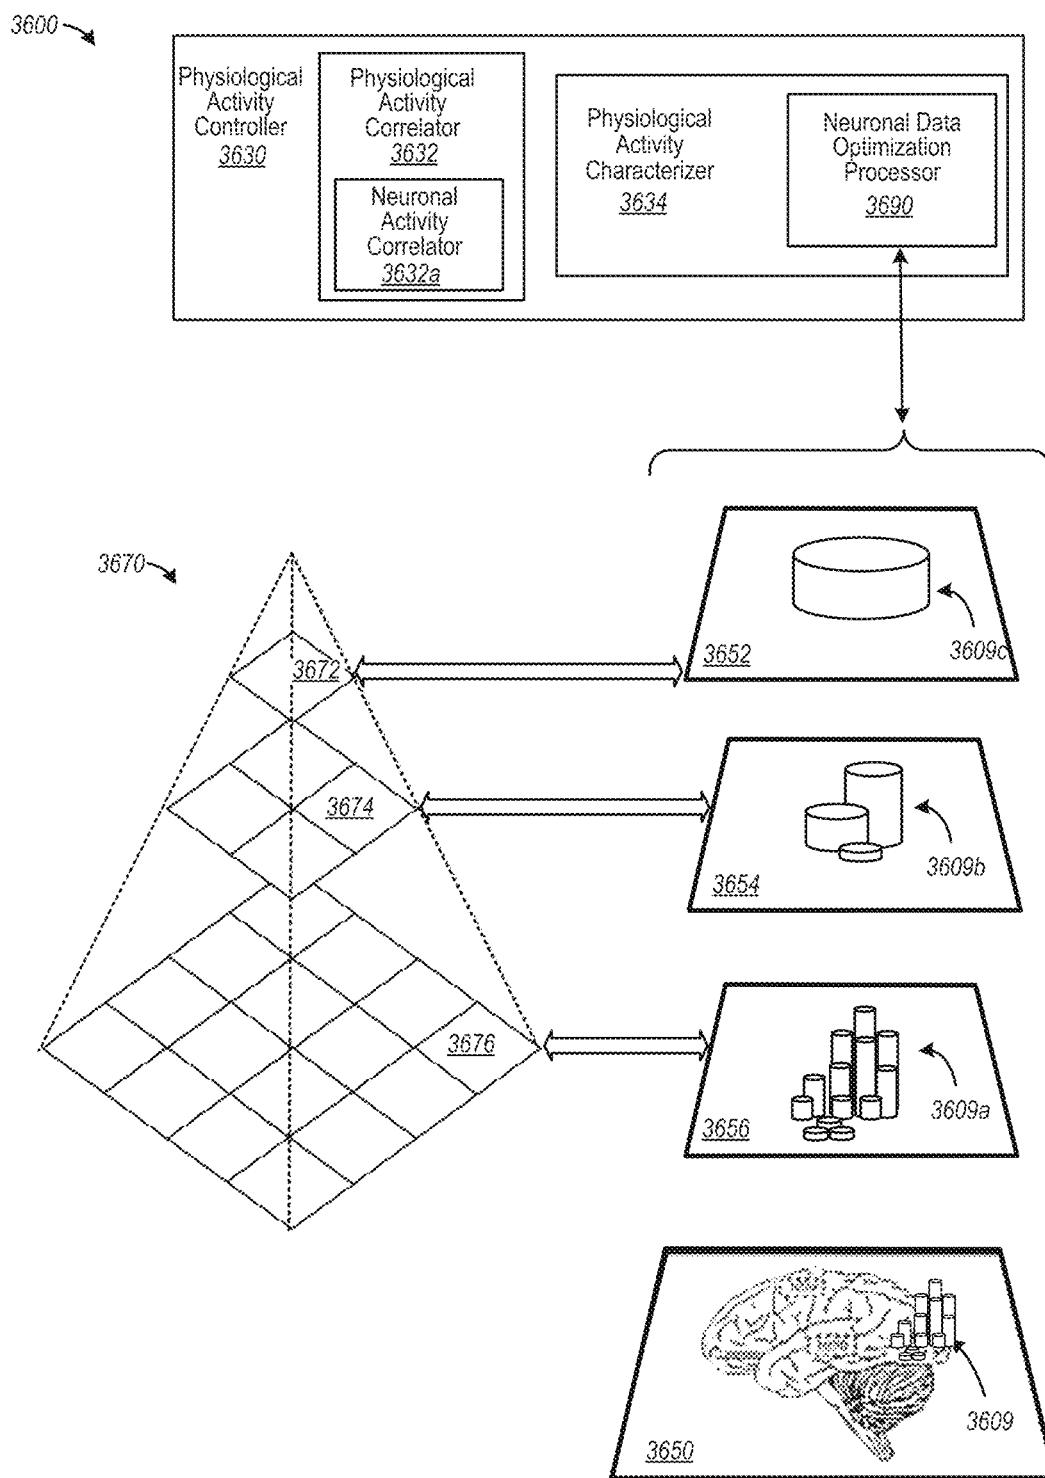 3600
Physiological
Activity
Controller
3630
Physiological
Activity
Correlator
3632
Neuronal
Activity
Correlator
3632a
Physiological
Activity
Characterizer
3634
Neuronal Data
Optimization
Processor
3690
3670
3672
3652
3609c
3674
3654
3609b
3676
3656
3609a
3650
3609